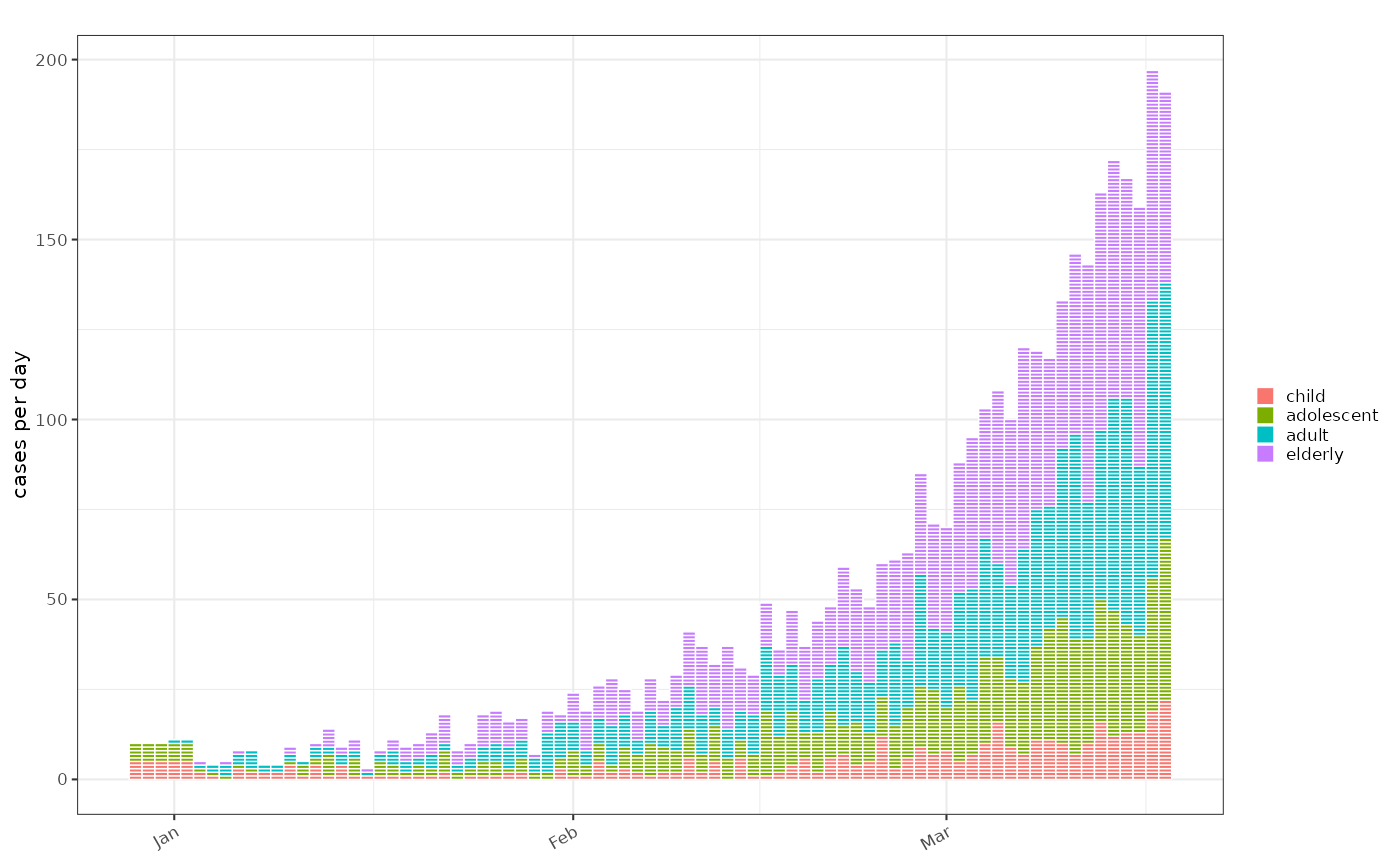 200
150
100
50
0
cases per day
Jan
Feb
Mar
child
adolescent
adult
elderly